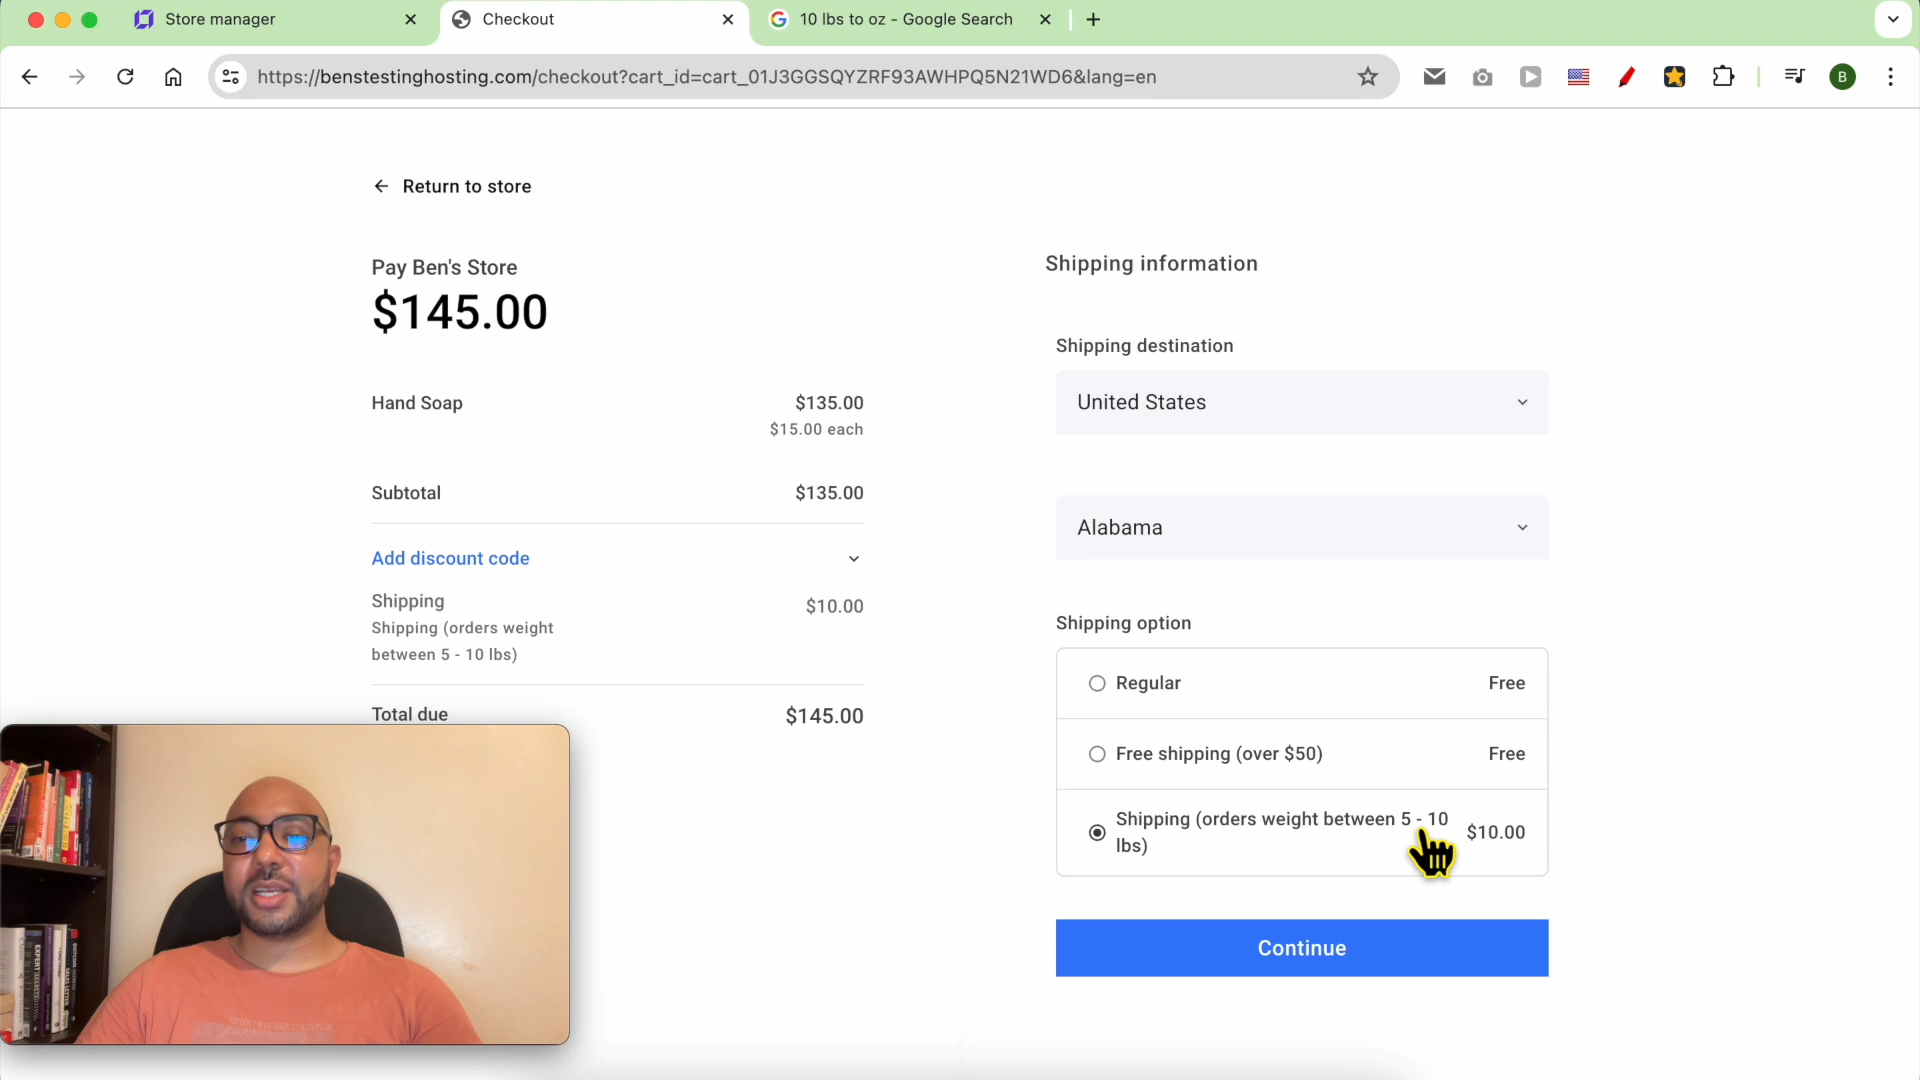 Store manager
Checkout
10 lbs to oz - Google Search
https://benstestinghosting.com/checkout?cart_id=cart_01J3GGSQYZRF93AWHPQ5N21WD6&lang=en
B
Return to store
Pay Ben's Store
$145.00
Hand Soap $135.00
$15.00 each
Subtotal $135.00
Add discount code
Shipping $10.00
Shipping (orders weight
between 5 - 10 lbs)
Total due $145.00
Shipping information
Shipping destination
United States
Alabama
Shipping option
Regular Free
Free shipping (over $50) Free
Shipping (orders weight between 5 - 10
lbs) $10.00
Continue